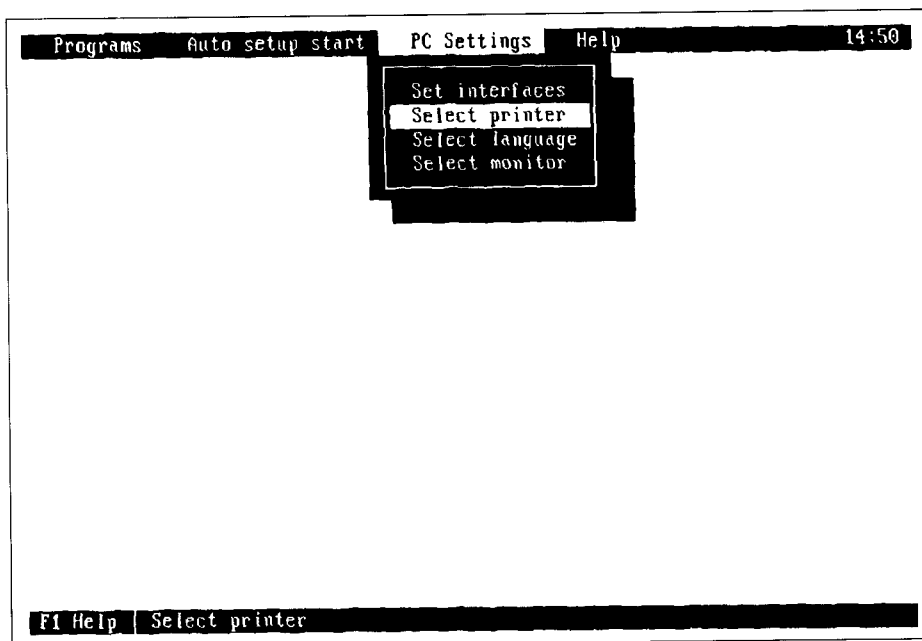 Programs Auto setup start PC Settings Help 14:50
Set interfaces
Select printer
Select language
Select monitor
F1 Help | Select printer